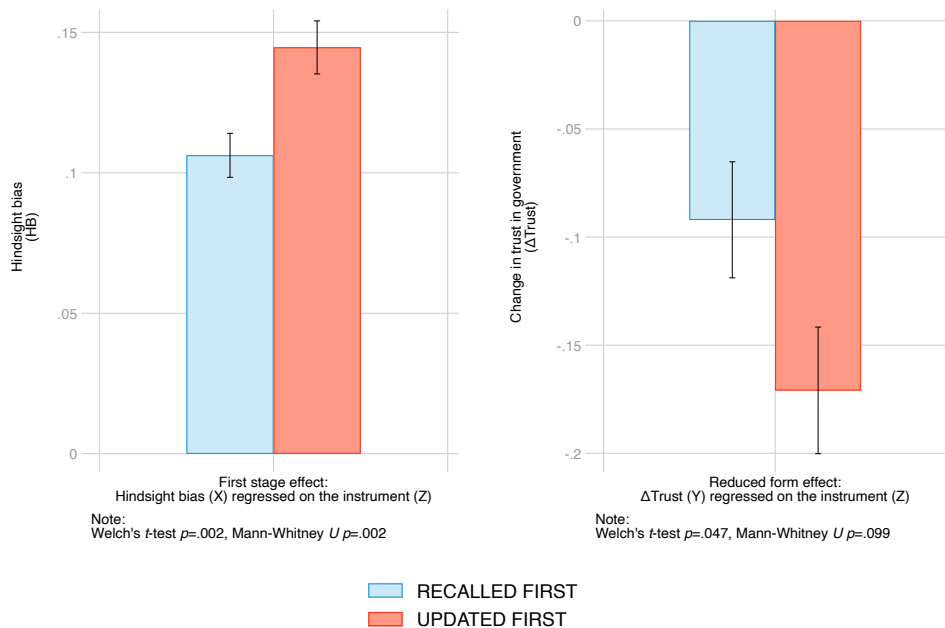 .15
.1
.05
0
Hindsight bias
(HB)
First stage effect:
Hindsight bias (X) regressed on the instrument (Z)
Note:
Welch's t-test p=.002, Mann-Whitney U p=.002
-0
-.05
-.1
-.15
-.2
Change in trust in government
(ΔTrust)
Reduced form effect:
ΔTrust (Y) regressed on the instrument (Z)
Note:
Welch's t-test p=.047, Mann-Whitney U p=.099
RECALLED FIRST
UPDATED FIRST